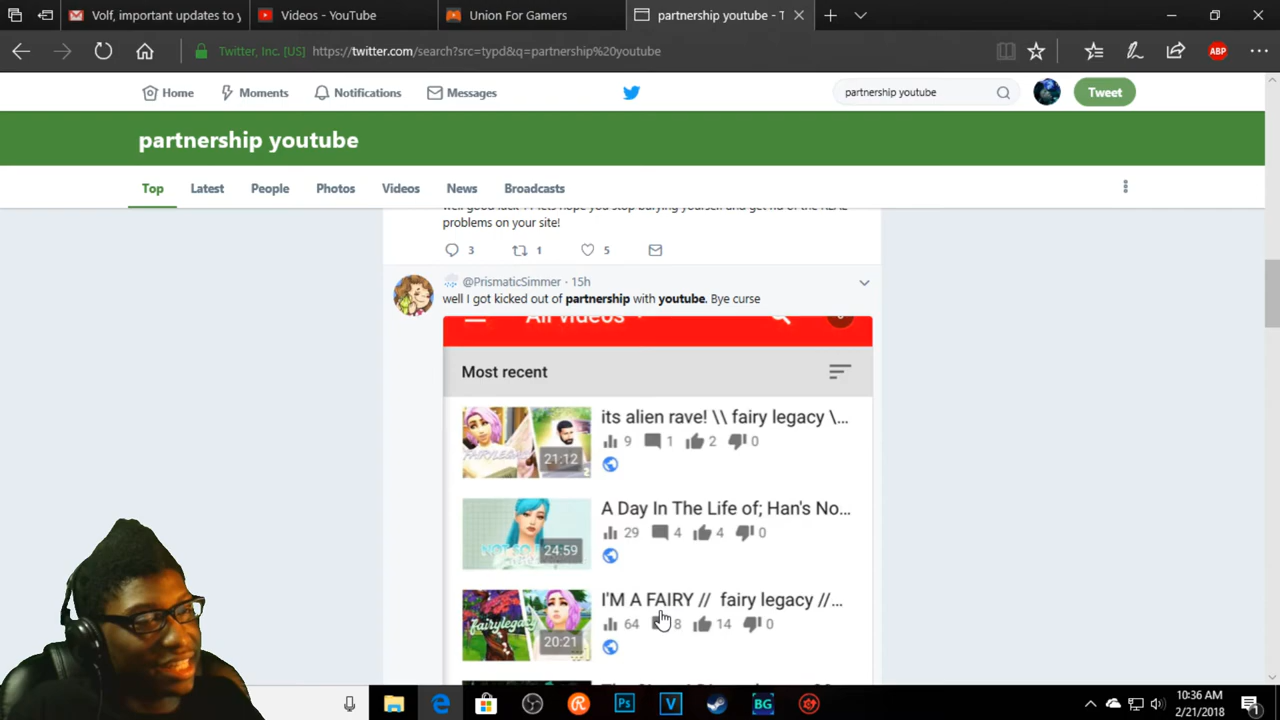 Volf, important updates to y
Videos - YouTube
Union For Gamers
partnership youtube - T
Twitter, Inc. [US]
https://twitter.com/search?src=typd&q=partnership%20youtube
ABP
Home
Moments
Notifications
Messages
partnership youtube
Tweet
partnership youtube
Top
Latest
People
Photos
Videos
News
Broadcasts
problems on your site!
3
1
5
@PrismaticSimmer · 15h
well I got kicked out of partnership with youtube. Bye curse
All videos
Most recent
its alien rave! \\ fairy legacy \...
21:12
9
1
2
0
A Day In The Life of; Han's No...
24:59
29
4
4
0
I'M A FAIRY // fairy legacy //...
fairylegacy
20:21
64
8
14
0
Ps
V
BG
10:36 AM
2/21/2018
1